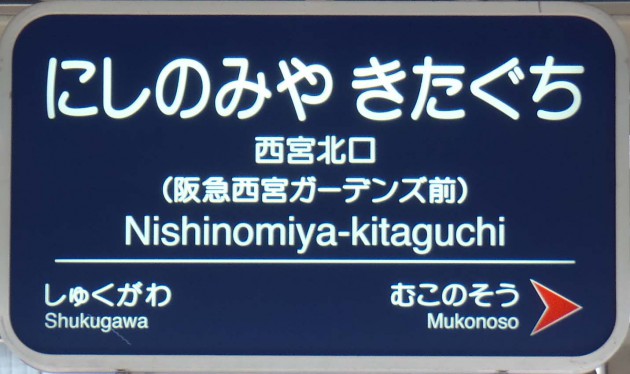 にしのみや きたぐち
西宮北口
(阪急西宮ガーデンズ前)
Nishinomiya-kitaguchi
しゅくがわ むこのそう
Shukugawa Mukonoso